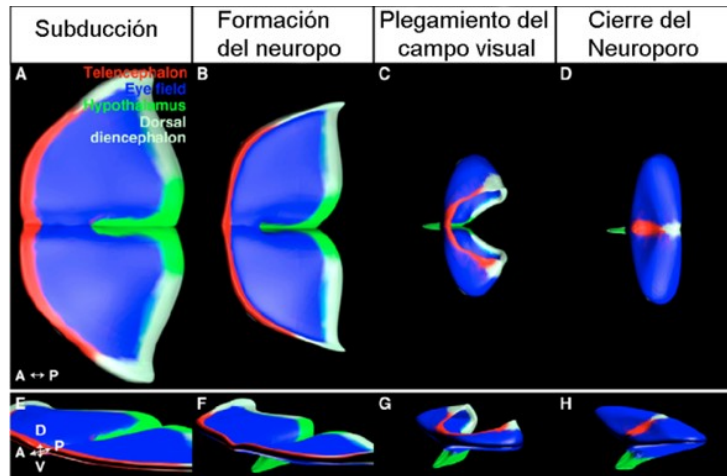 Subducción
Formación
del neuropo
Plegamiento del
campo visual
Cierre del
Neuroporo
A
Telencephalon
Eye field
Hypothalamus
Dorsal
diencephalon
A ↔ P
B
C
D
E
D
A P
V
F
G
H